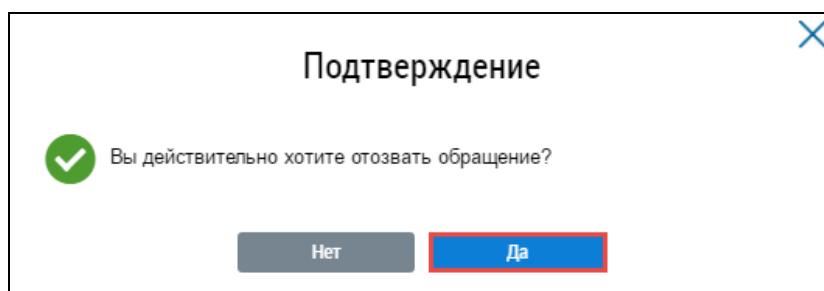 Подтверждение
Вы действительно хотите отозвать обращение?
Нет
Да